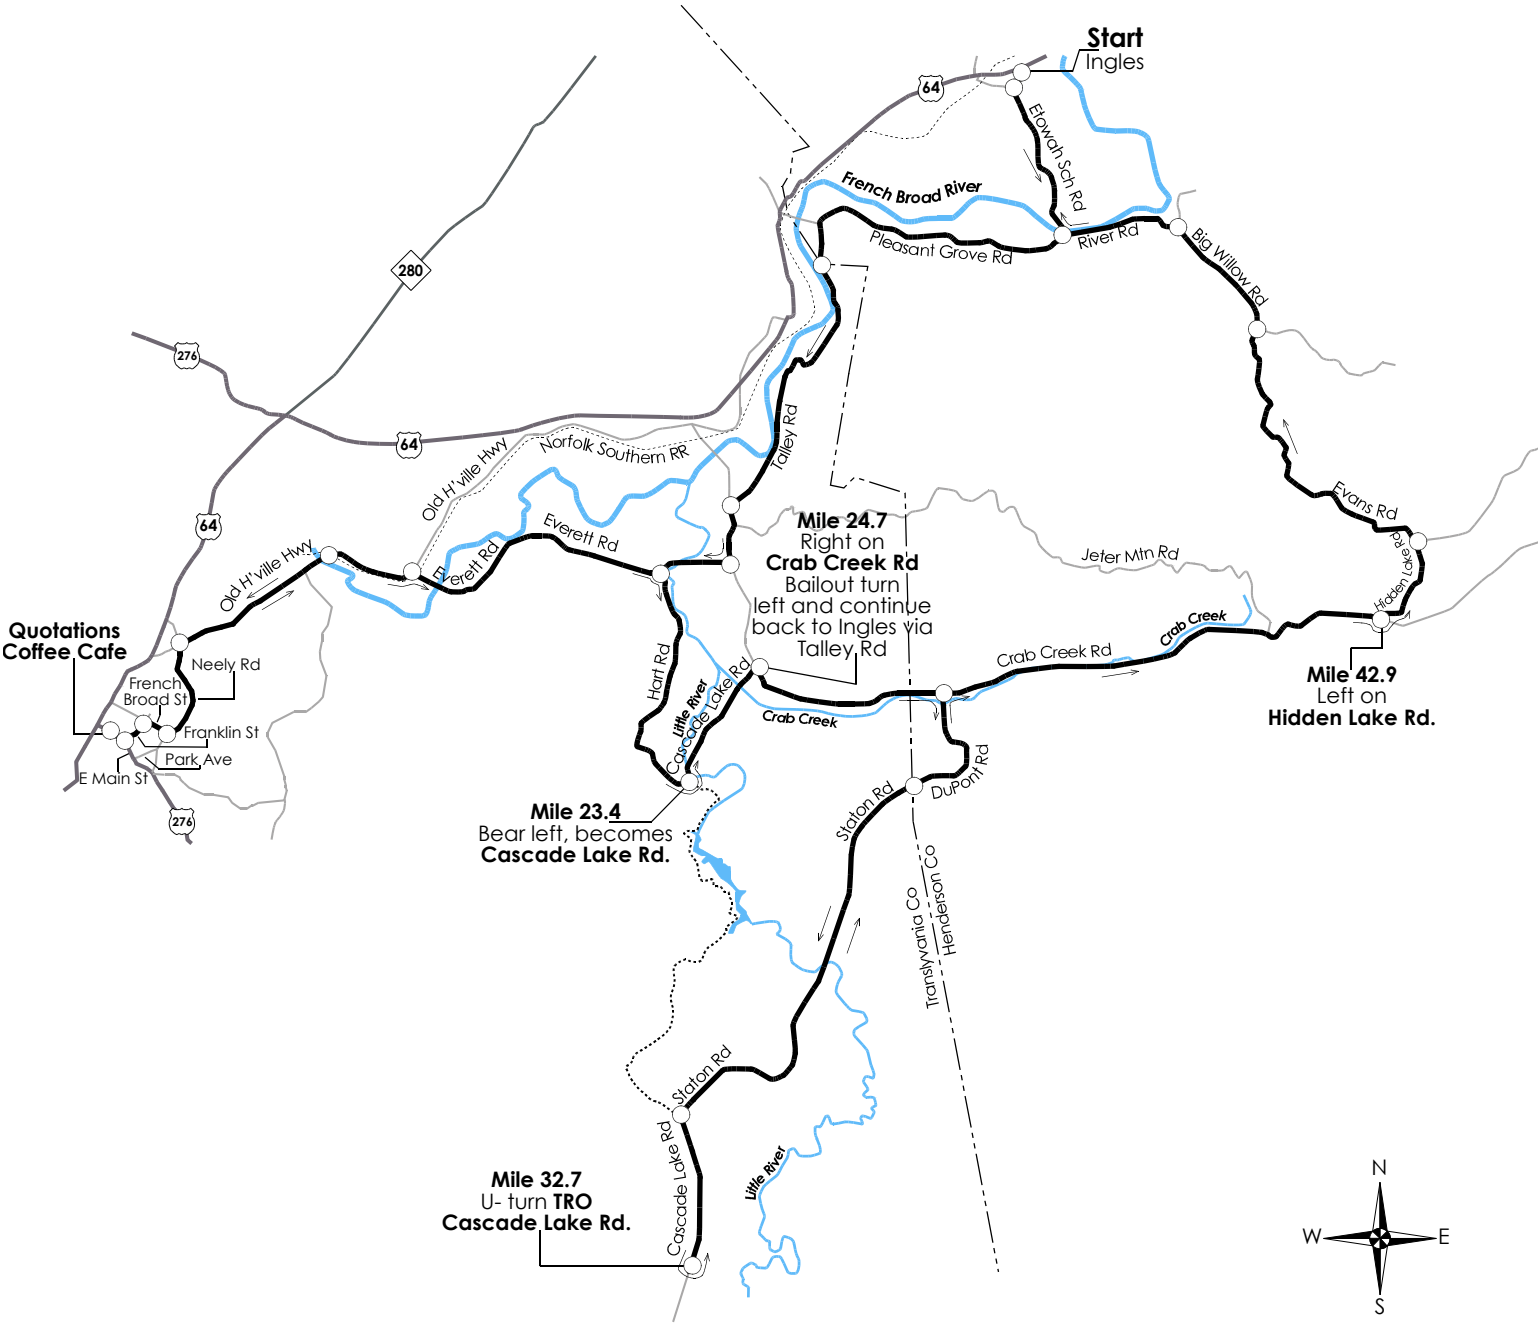 Start
Ingles
64
Etowah Sch Rd
French Broad River
Pleasant Grove Rd
River Rd
Big Willow Rd
280
276
64
Old H'ville Hwy
Norfolk Southern RR
Talley Rd
64
Everett Rd
Everett Rd
Old H'ville Hwy
Mile 24.7
Right on
Crab Creek Rd
Bailout turn
left and continue
back to Ingles via
Talley Rd
Evans Rd
Jeter Mtn Rd
Hidden Lake Rd
Crab Creek
Crab Creek Rd
Quotations
Coffee Cafe
Neely Rd
French
Broad St
Franklin St
Park Ave
E Main St
276
Hart Rd
Little River
Cascade Lake Rd
Crab Creek
Mile 42.9
Left on
Hidden Lake Rd.
Mile 23.4
Bear left, becomes
Cascade Lake Rd.
Staton Rd
DuPont Rd
Translyvania Co
Henderson Co
Staton Rd
Cascade Lake Rd
Little River
Mile 32.7
U- turn TRO
Cascade Lake Rd.
N
W
E
S